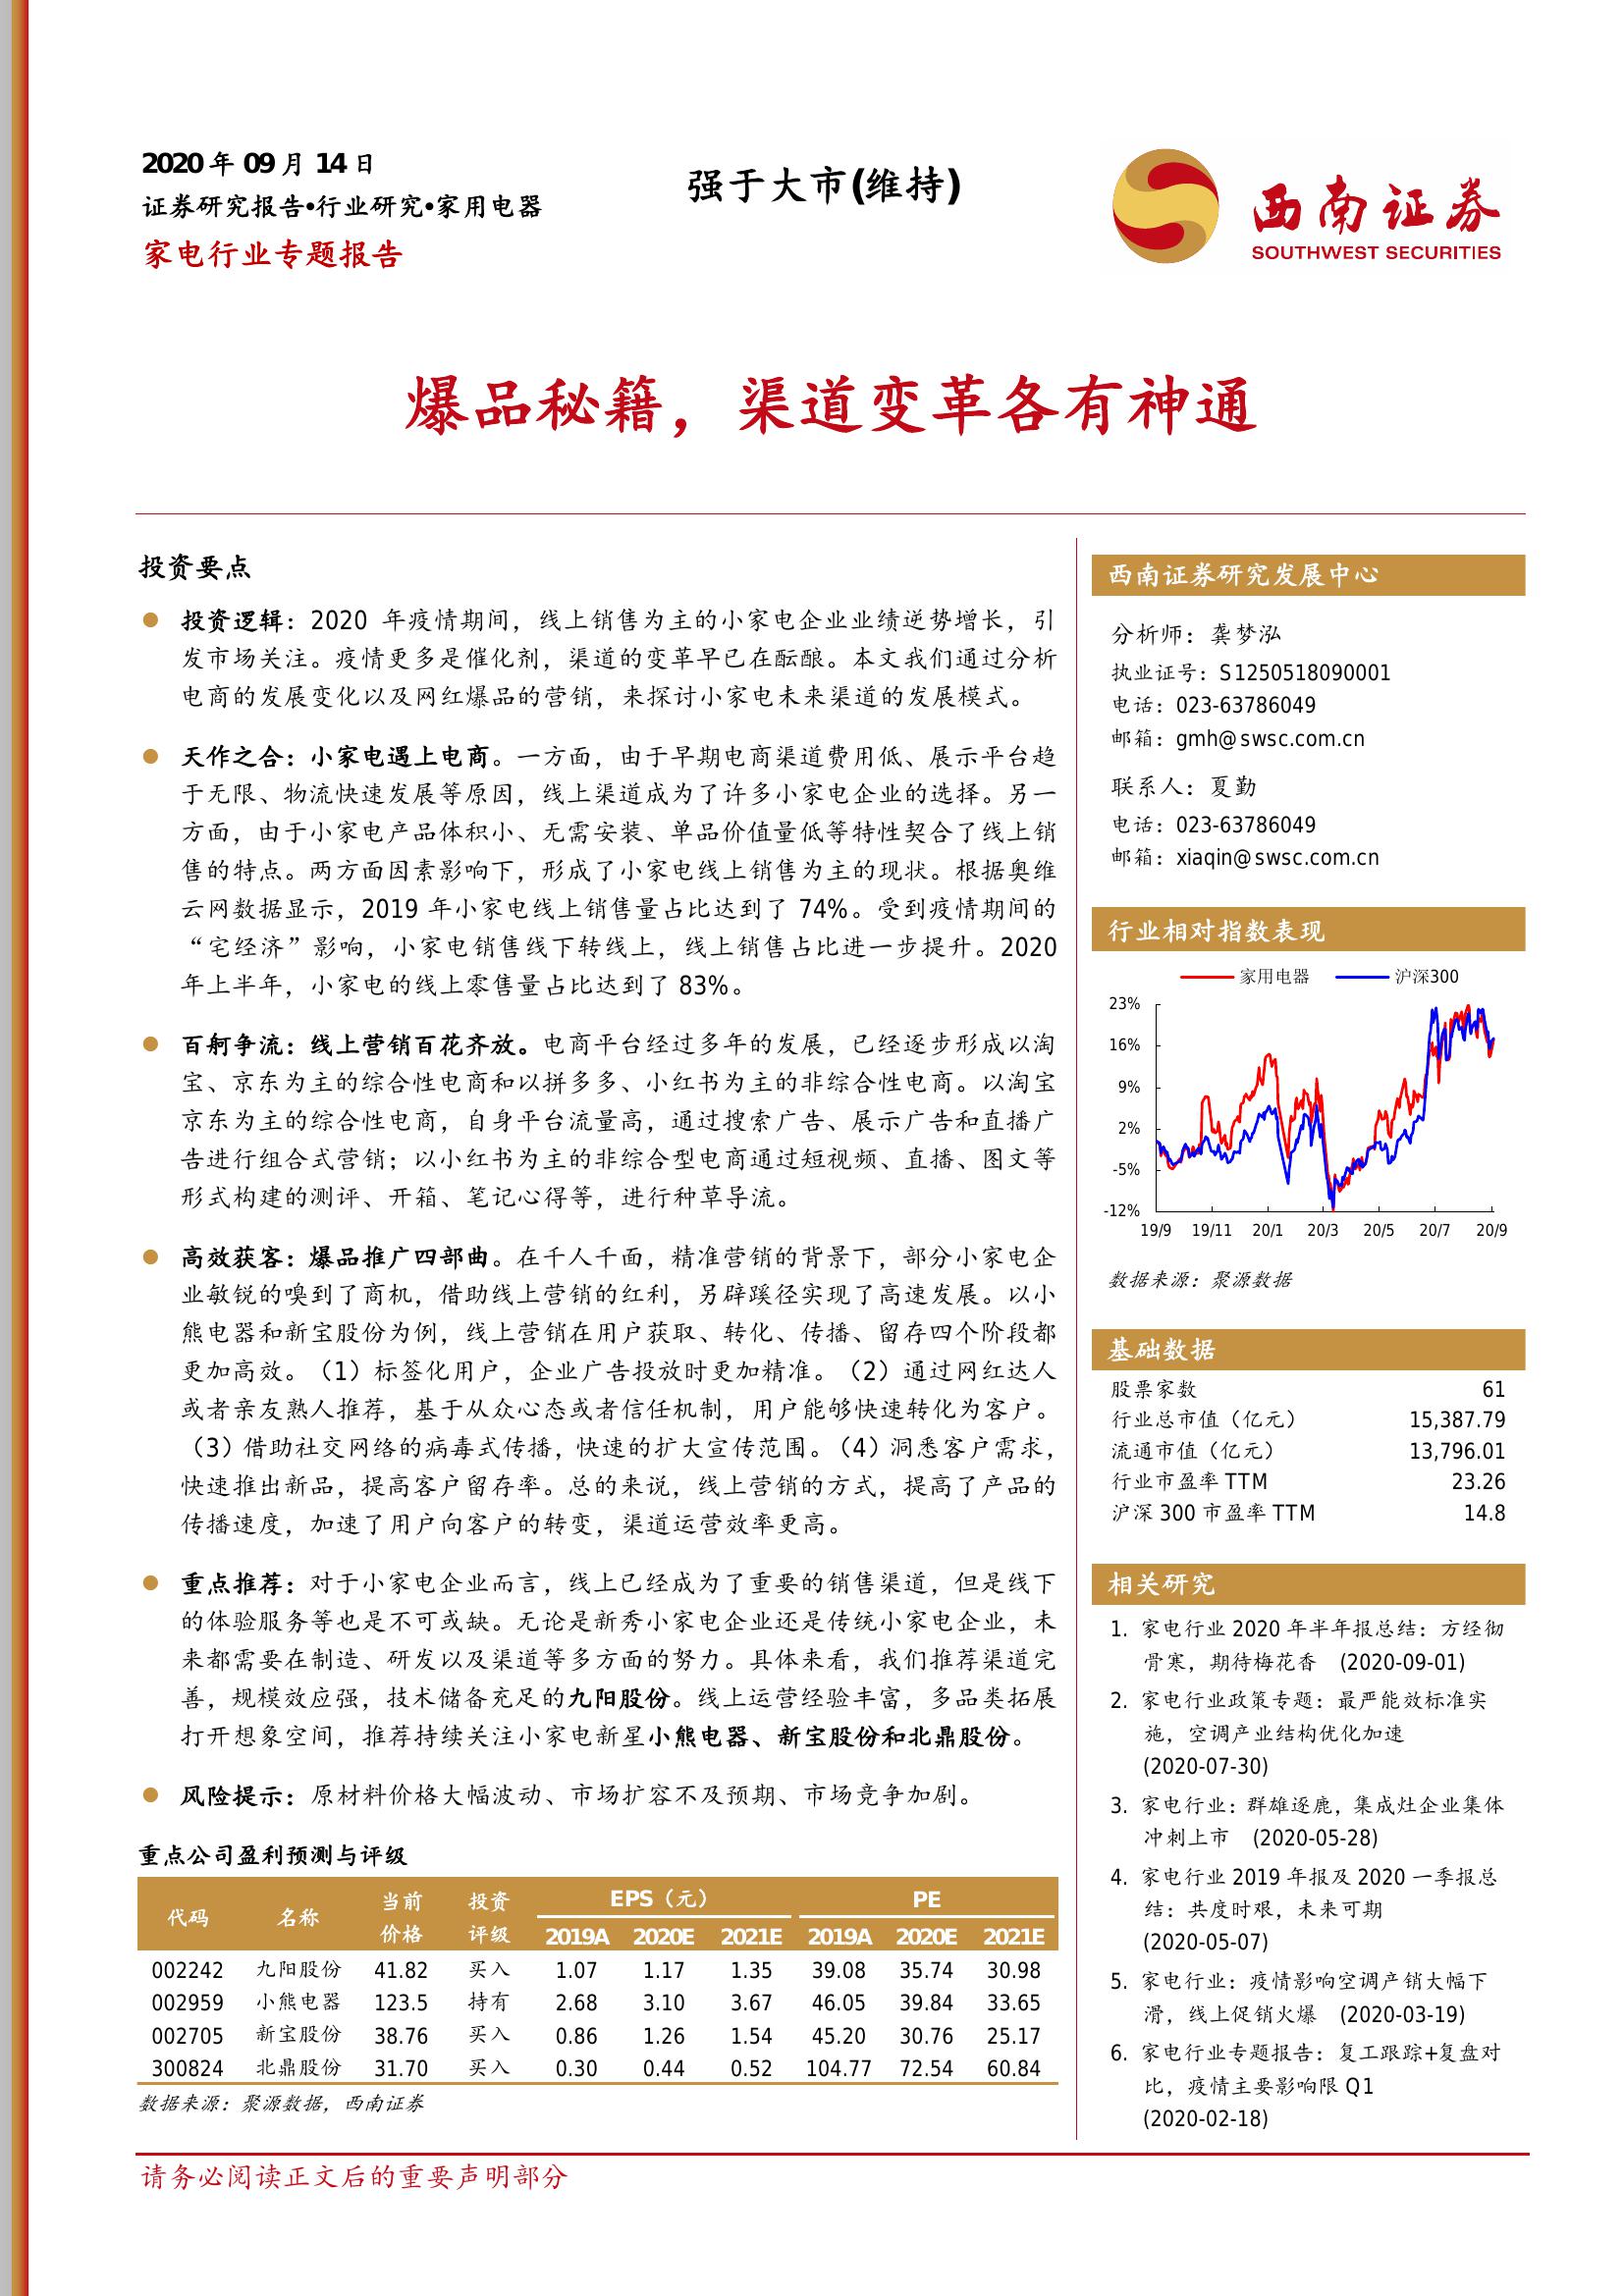 2020 年 09 月 14 日
证券研究报告•行业研究•家用电器
家电行业专题报告
强于大市(维持)
西南证券
SOUTHWEST SECURITIES
爆品秘籍，渠道变革各有神通
投资要点
投资逻辑：2020 年疫情期间，线上销售为主的小家电企业业绩逆势增长，引
发市场关注。疫情更多是催化剂，渠道的变革早已在酝酿。本文我们通过分析
电商的发展变化以及网红爆品的营销，来探讨小家电未来渠道的发展模式。
天作之合：小家电遇上电商。一方面，由于早期电商渠道费用低、展示平台趋
于无限、物流快速发展等原因，线上渠道成为了许多小家电企业的选择。另一
方面，由于小家电产品体积小、无需安装、单品价值量低等特性契合了线上销
售的特点。两方面因素影响下，形成了小家电线上销售为主的现状。根据奥维
云网数据显示，2019 年小家电线上销售量占比达到了 74%。受到疫情期间的
“宅经济”影响，小家电销售线下转线上，线上销售占比进一步提升。2020
年上半年，小家电的线上零售量占比达到了 83%。
百舸争流：线上营销百花齐放。电商平台经过多年的发展，已经逐步形成以淘
宝、京东为主的综合性电商和以拼多多、小红书为主的非综合性电商。以淘宝
京东为主的综合性电商，自身平台流量高，通过搜索广告、展示广告和直播广
告进行组合式营销；以小红书为主的非综合型电商通过短视频、直播、图文等
形式构建的测评、开箱、笔记心得等，进行种草导流。
高效获客：爆品推广四部曲。在千人千面，精准营销的背景下，部分小家电企
业敏锐的嗅到了商机，借助线上营销的红利，另辟蹊径实现了高速发展。以小
熊电器和新宝股份为例，线上营销在用户获取、转化、传播、留存四个阶段都
更加高效。（1）标签化用户，企业广告投放时更加精准。（2）通过网红达人
或者亲友熟人推荐，基于从众心态或者信任机制，用户能够快速转化为客户。
（3）借助社交网络的病毒式传播，快速的扩大宣传范围。（4）洞悉客户需求，
快速推出新品，提高客户留存率。总的来说，线上营销的方式，提高了产品的
传播速度，加速了用户向客户的转变，渠道运营效率更高。
重点推荐：对于小家电企业而言，线上已经成为了重要的销售渠道，但是线下
的体验服务等也是不可或缺。无论是新秀小家电企业还是传统小家电企业，未
来都需要在制造、研发以及渠道等多方面的努力。具体来看，我们推荐渠道完
善，规模效应强，技术储备充足的九阳股份。线上运营经验丰富，多品类拓展
打开想象空间，推荐持续关注小家电新星小熊电器、新宝股份和北鼎股份。
风险提示：原材料价格大幅波动、市场扩容不及预期、市场竞争加剧。
重点公司盈利预测与评级
代码 名称 当前价格 投资评级 EPS（元） PE
2019A 2020E 2021E 2019A 2020E 2021E
002242 九阳股份 41.82 买入 1.07 1.17 1.35 39.08 35.74 30.98
002959 小熊电器 123.5 持有 2.68 3.10 3.67 46.05 39.84 33.65
002705 新宝股份 38.76 买入 0.86 1.26 1.54 45.20 30.76 25.17
300824 北鼎股份 31.70 买入 0.30 0.44 0.52 104.77 72.54 60.84
数据来源：聚源数据，西南证券
西南证券研究发展中心
分析师：龚梦泓
执业证号：S1250518090001
电话：023-63786049
邮箱：gmh@swsc.com.cn
联系人：夏勤
电话：023-63786049
邮箱：xiaqin@swsc.com.cn
行业相对指数表现
家用电器 沪深300
23%
16%
9%
2%
-5%
-12%
19/9 19/11 20/1 20/3 20/5 20/7 20/9
数据来源：聚源数据
基础数据
股票家数 61
行业总市值（亿元） 15,387.79
流通市值（亿元） 13,796.01
行业市盈率 TTM 23.26
沪深 300 市盈率 TTM 14.8
相关研究
1. 家电行业 2020 年半年报总结：方经彻
骨寒，期待梅花香 (2020-09-01)
2. 家电行业政策专题：最严能效标准实
施，空调产业结构优化加速
(2020-07-30)
3. 家电行业：群雄逐鹿，集成灶企业集体
冲刺上市 (2020-05-28)
4. 家电行业 2019 年报及 2020 一季报总
结：共度时艰，未来可期
(2020-05-07)
5. 家电行业：疫情影响空调产销大幅下
滑，线上促销火爆 (2020-03-19)
6. 家电行业专题报告：复工跟踪+复盘对
比，疫情主要影响限 Q1
(2020-02-18)
请务必阅读正文后的重要声明部分